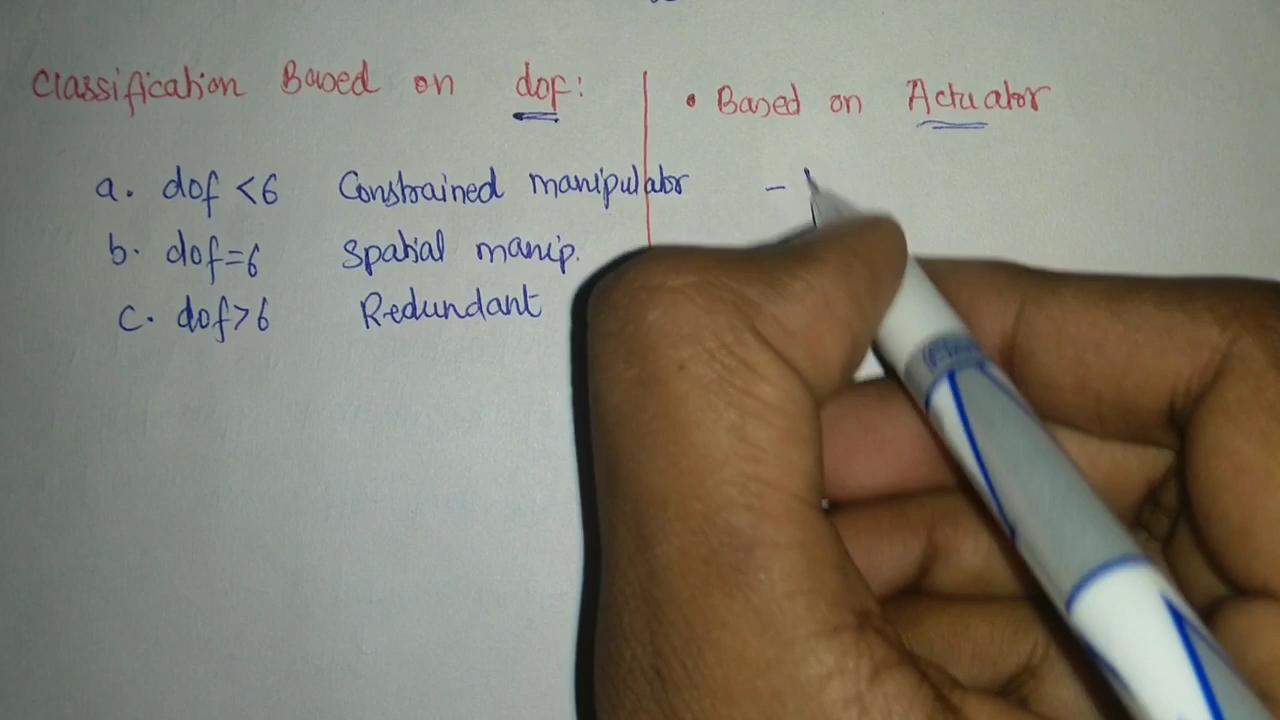 Classification Based on dof:
a. dof <6 Constrained manipulator
b. dof=6 Spatial manip.
c. dof>6 Redundant
• Based on Actuator
-